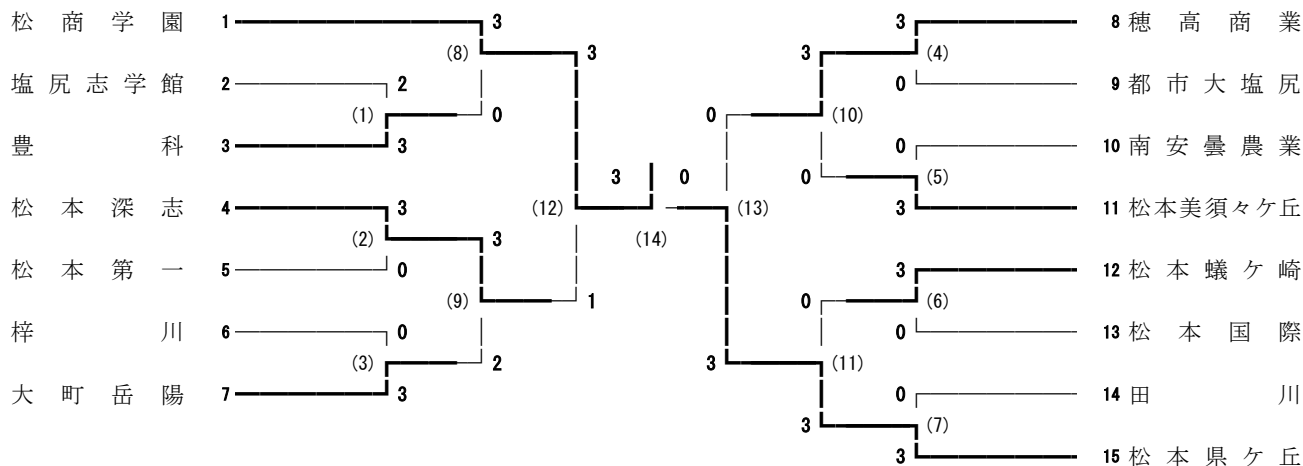 松商学園 1 3 3 8 穂高商業
(8) 3 3 (4)
塩尻志学館 2 2 0 9 都市大塩尻
(1) 0 0 (10)
豊科 3 3 0 10 南安曇農業
3 0 0 (5)
松本深志 4 3 (12) (13) 3 11 松本美須々ケ丘
(2) 3 (14)
松本第一 5 0 3 12 松本蟻ケ崎
(9) 1 0 (6)
梓川 6 0 0 13 松本国際
(3) 2 3 (11)
大町岳陽 7 3 0 14 田川
3 (7)
3 15 松本県ケ丘